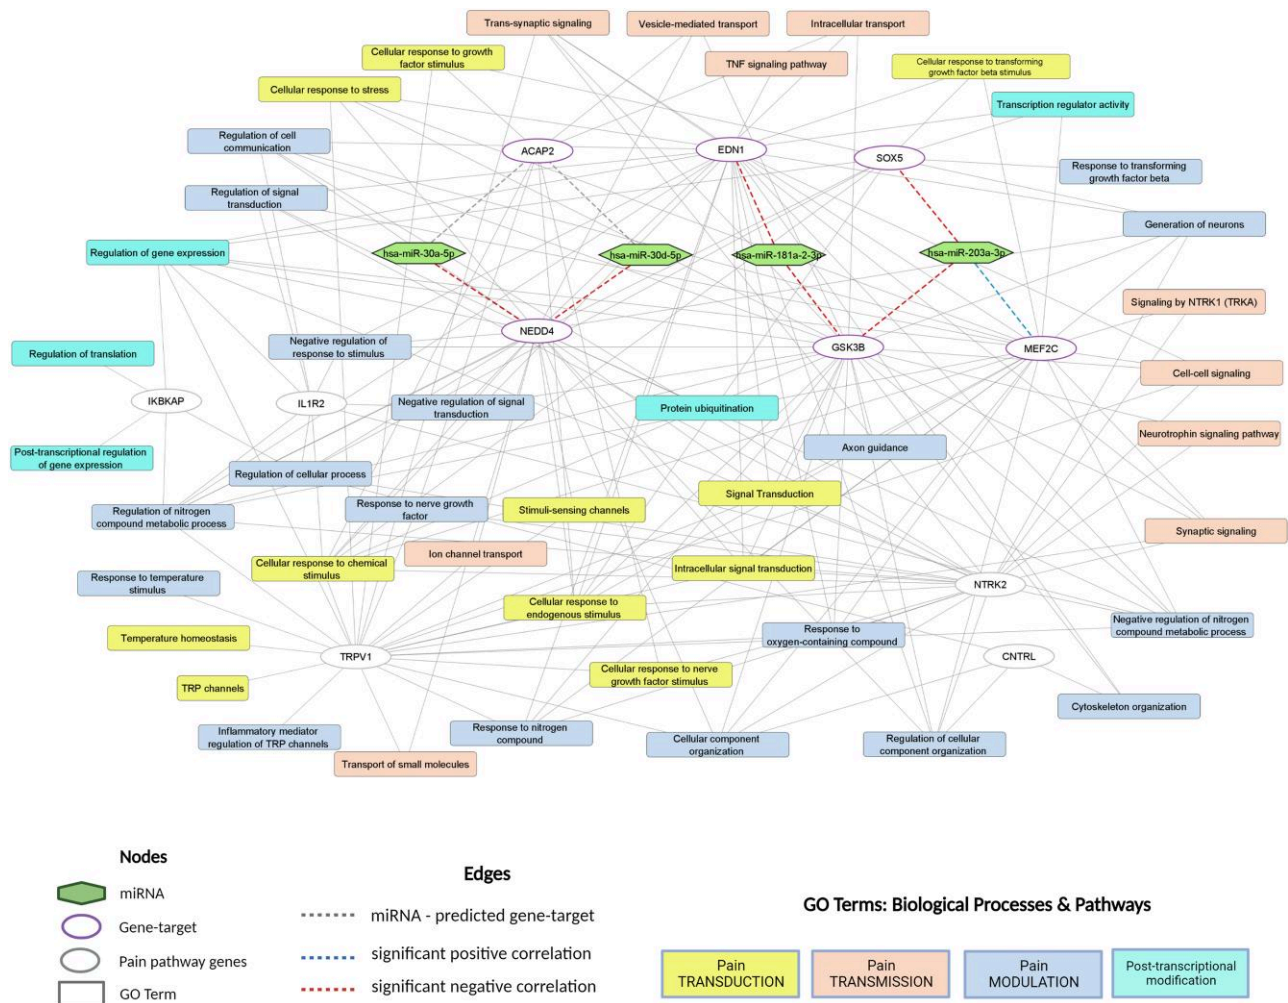 Trans-synaptic signaling
Vesicle-mediated transport
Intracellular transport
Cellular response to growth
factor stimulus
TNF signaling pathway
Cellular response to transforming
growth factor beta stimulus
Cellular response to stress
Transcription regulator activity
Regulation of cell
communication
ACAP2
EDN1
SOX5
Response to transforming
growth factor beta
Regulation of signal
transduction
Generation of neurons
Regulation of gene expression
hsa-miR-30a-5p
hsa-miR-30d-5p
hsa-miR-181a-2-3p
hsa-miR-203a-3p
Signaling by NTRK1 (TRKA)
NEDD4
GSK3B
MEF2C
Regulation of translation
Negative regulation of
response to stimulus
Cell-cell signaling
IKBKAP
IL1R2
Negative regulation of signal
transduction
Protein ubiquitination
Neurotrophin signaling pathway
Post-transcriptional regulation
of gene expression
Axon guidance
Regulation of cellular process
Signal Transduction
Regulation of nitrogen
compound metabolic process
Response to nerve growth
factor
Stimuli-sensing channels
Synaptic signaling
Ion channel transport
Cellular response to chemical
stimulus
Intracellular signal transduction
NTRK2
Response to temperature
stimulus
Cellular response to
endogenous stimulus
Negative regulation of nitrogen
compound metabolic process
Temperature homeostasis
Response to
oxygen-containing compound
TRPV1
CNTRL
Cellular response to nerve
growth factor stimulus
TRP channels
Cytoskeleton organization
Inflammatory mediator
regulation of TRP channels
Response to nitrogen
compound
Cellular component
organization
Regulation of cellular
component organization
Transport of small molecules
Nodes
miRNA
Gene-target
Pain pathway genes
GO Term
Edges
miRNA - predicted gene-target
significant positive correlation
significant negative correlation
GO Terms: Biological Processes & Pathways
Pain
TRANSDUCTION
Pain
TRANSMISSION
Pain
MODULATION
Post-transcriptional
modification